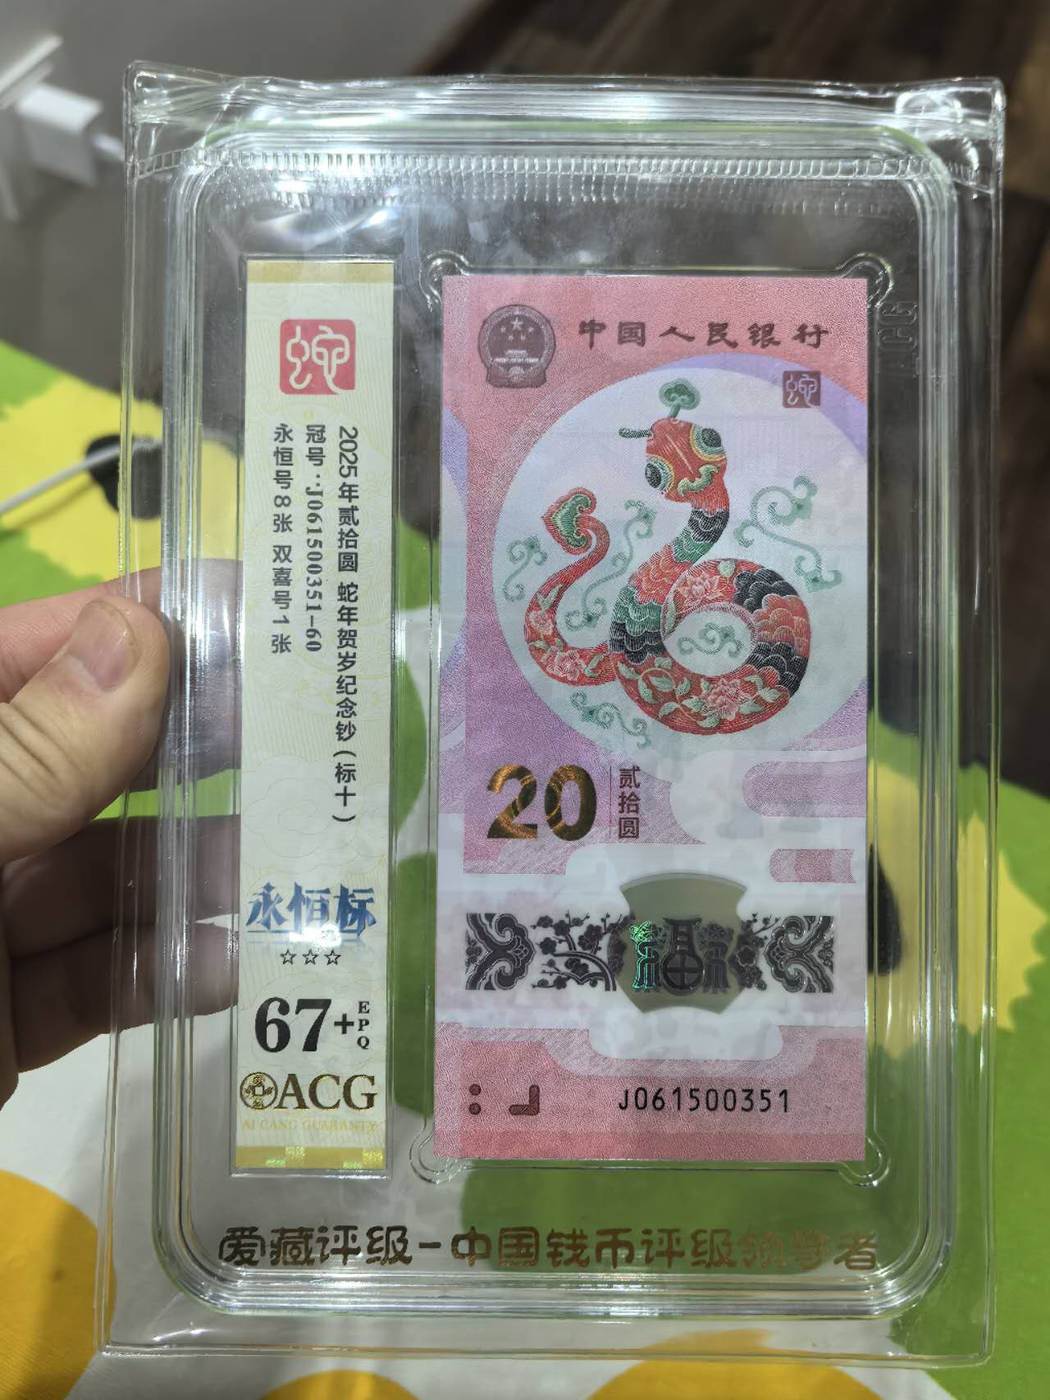 蛇
2025年贰拾圆 蛇年贺岁纪念钞(标十)
冠号:J061500351-60
永恒号8张 双喜号1张
永恒标
☆☆☆
67+EPQ
ACG
AI CANG GUARANTY
中国人民银行
蛇
20
贰拾圆
福
J061500351
爱藏评级-中国钱币评级领导者